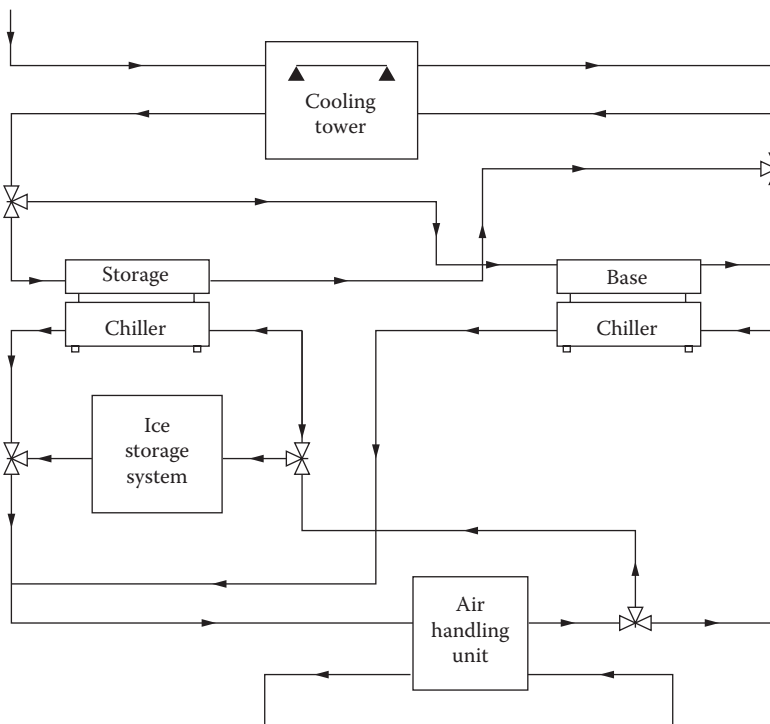 Cooling
tower
Storage
Base
Chiller
Chiller
Ice
storage
system
Air
handling
unit